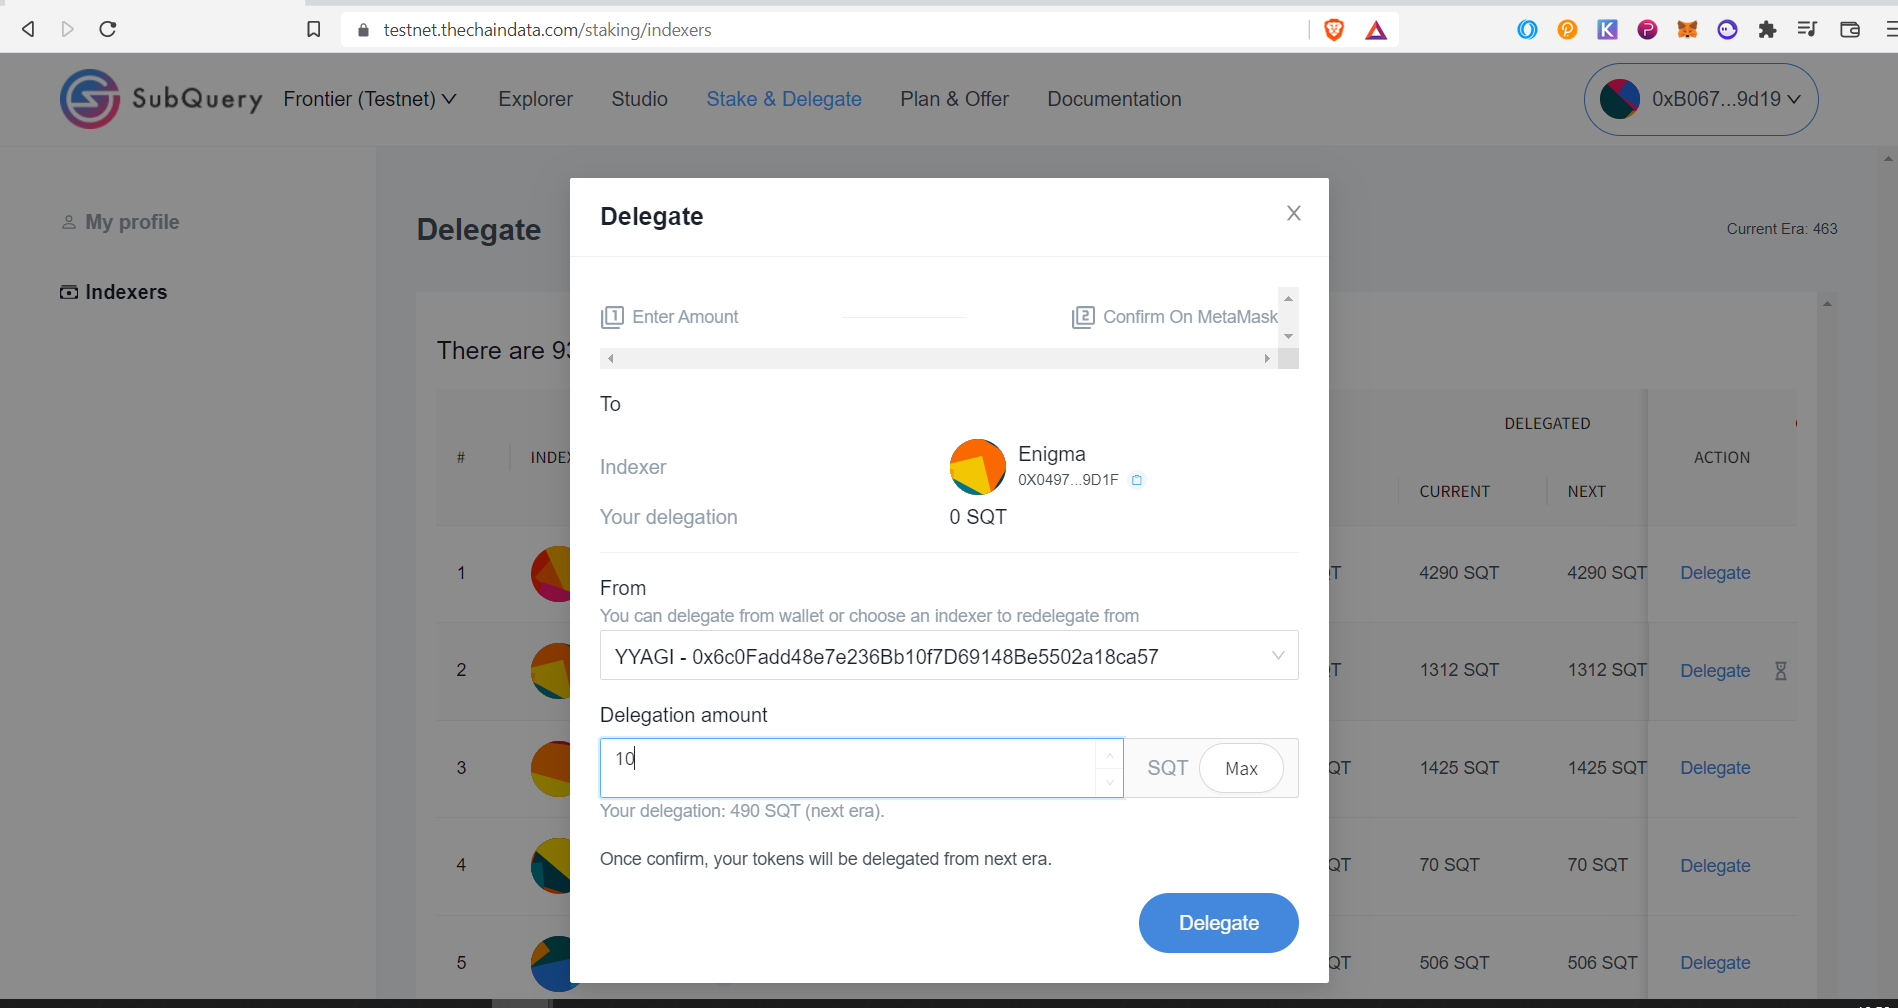 testnet.thechaindata.com/staking/indexers
SubQuery
Frontier (Testnet)
Explorer
Studio
Stake & Delegate
Plan & Offer
Documentation
0xB067...9d19
My profile
Indexers
Delegate
Current Era: 463
There are 93
#
INDEX
DELEGATED
CURRENT
NEXT
ACTION
1
4290 SQT
4290 SQT
Delegate
2
1312 SQT
1312 SQT
Delegate
3
QT
1425 SQT
1425 SQT
Delegate
4
QT
70 SQT
70 SQT
Delegate
5
QT
506 SQT
506 SQT
Delegate
Delegate
1 Enter Amount
2 Confirm On MetaMask
To
Indexer
Enigma
0X0497...9D1F
Your delegation
0 SQT
From
You can delegate from wallet or choose an indexer to redelegate from
YYAGI - 0x6c0Fadd48e7e236Bb10f7D69148Be5502a18ca57
Delegation amount
10
SQT
Max
Your delegation: 490 SQT (next era).
Once confirm, your tokens will be delegated from next era.
Delegate